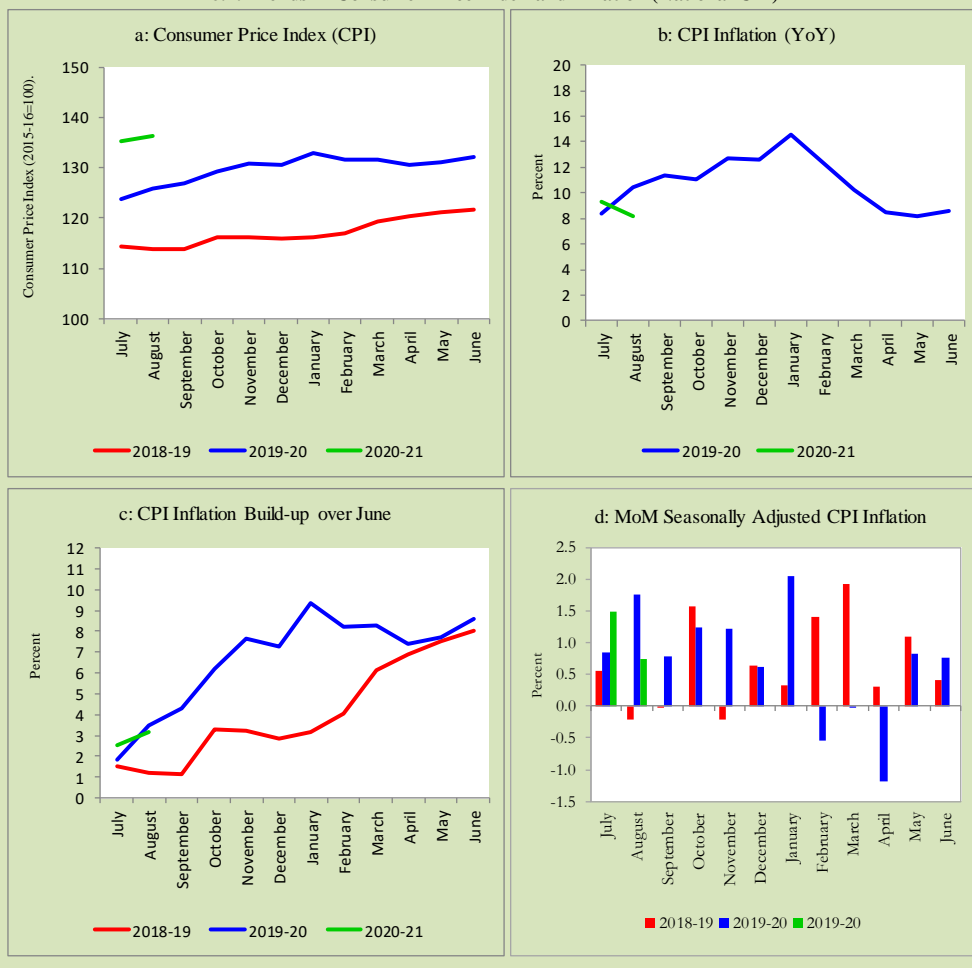 a: Consumer Price Index (CPI)
Consumer Price Index (2015-16=100).
150
140
130
120
110
100
July
August
September
October
November
December
January
February
March
April
May
June
2018-19 2019-20 2020-21
b: CPI Inflation (YoY)
Percent
20
18
16
14
12
10
8
6
4
2
0
July
August
September
October
November
December
January
February
March
April
May
June
2019-20 2020-21
c: CPI Inflation Build-up over June
Percent
12
11
10
9
8
7
6
5
4
3
2
1
0
July
August
September
October
November
December
January
February
March
April
May
June
2018-19 2019-20 2020-21
d: MoM Seasonally Adjusted CPI Inflation
Percent
2.5
2.0
1.5
1.0
0.5
0.0
-0.5
-1.0
-1.5
July
August
September
October
November
December
January
February
March
April
May
June
2018-19 2019-20 2019-20